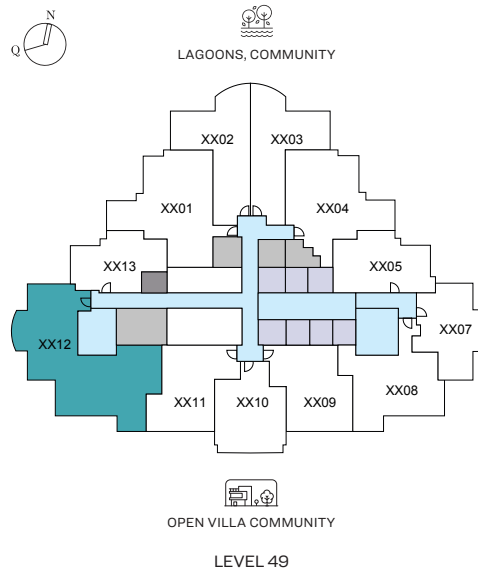 N
Q
LAGOONS, COMMUNITY
XX02 XX03
XX01 XX04
XX13 XX05
XX12 XX07
XX11 XX10 XX09 XX08
OPEN VILLA COMMUNITY
LEVEL 49